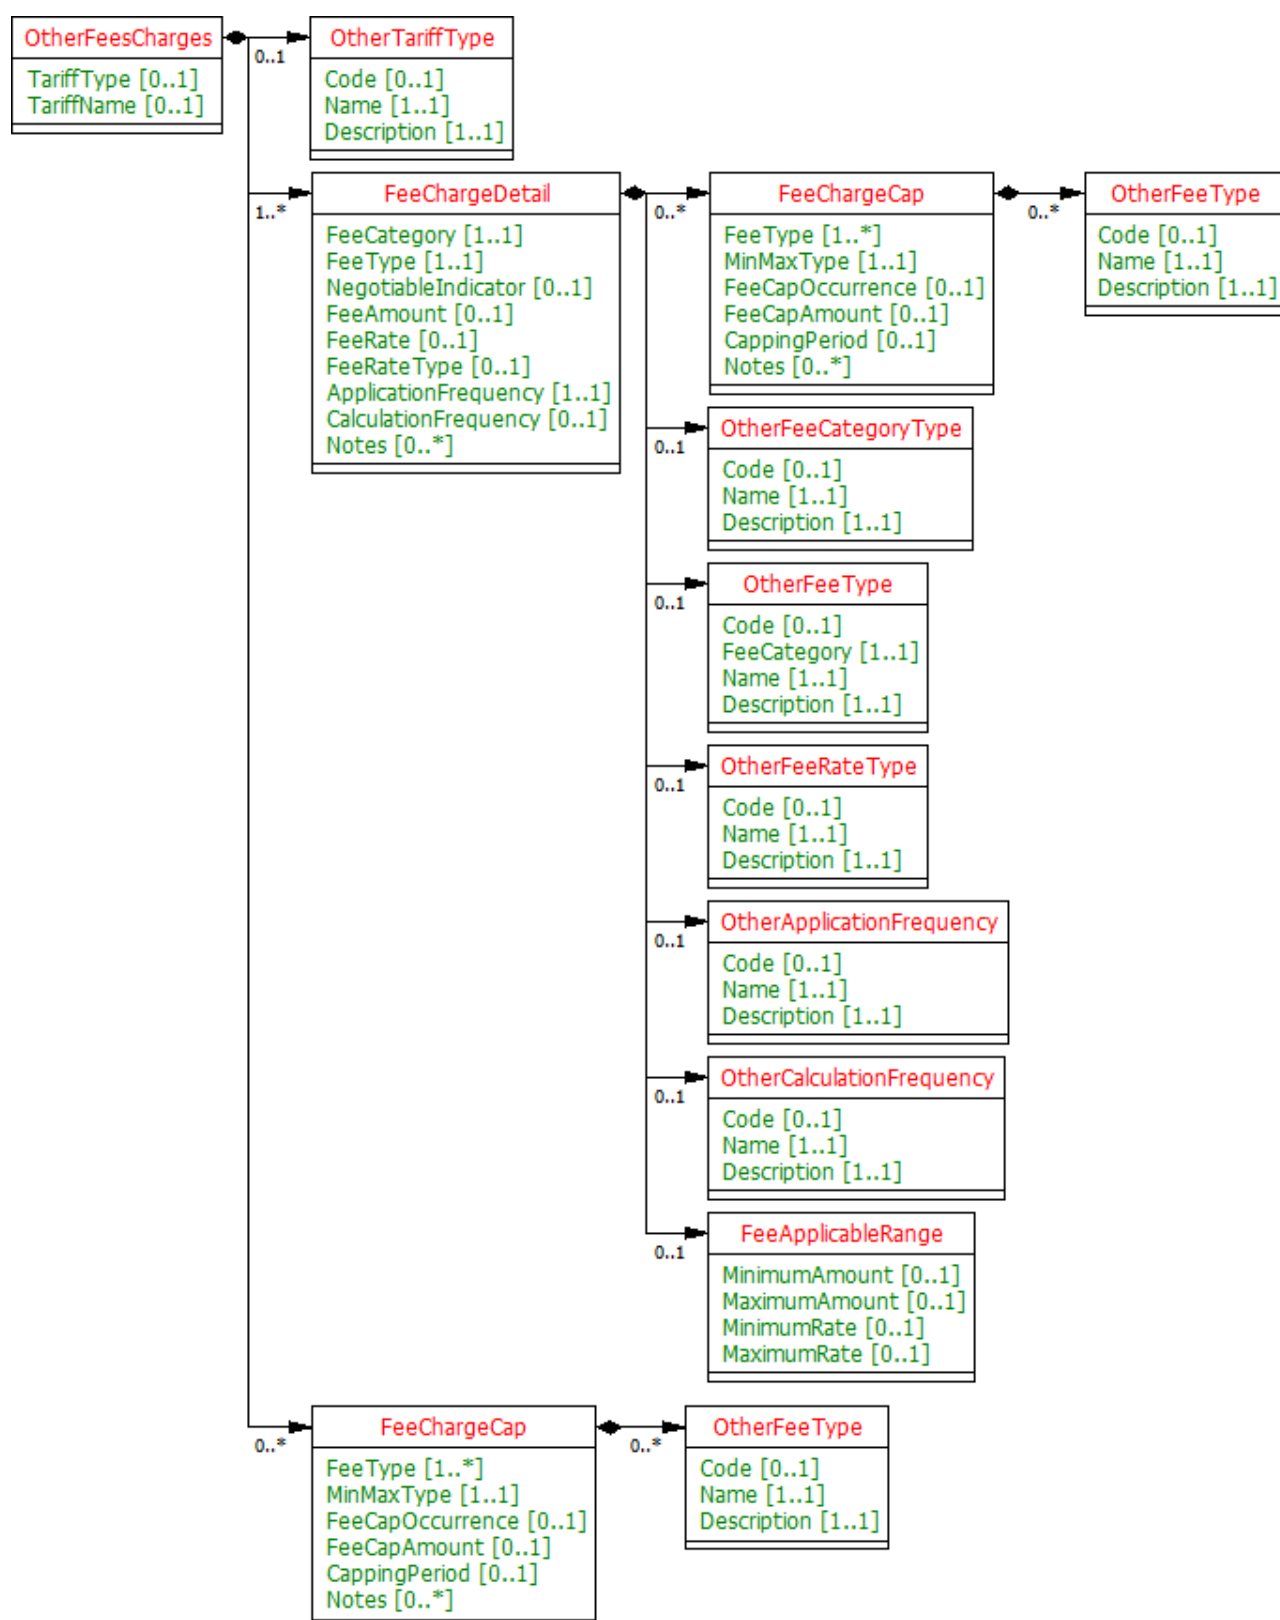 OtherFeesCharges
TariffType [0..1]
TariffName [0..1]
0..1
OtherTariffType
Code [0..1]
Name [1..1]
Description [1..1]
1..*
FeeChargeDetail
FeeCategory [1..1]
FeeType [1..1]
NegotiableIndicator [0..1]
FeeAmount [0..1]
FeeRate [0..1]
FeeRateType [0..1]
ApplicationFrequency [1..1]
CalculationFrequency [0..1]
Notes [0..*]
0..*
FeeChargeCap
FeeType [1..*]
MinMaxType [1..1]
FeeCapOccurrence [0..1]
FeeCapAmount [0..1]
CappingPeriod [0..1]
Notes [0..*]
0..*
OtherFeeType
Code [0..1]
Name [1..1]
Description [1..1]
0..1
OtherFeeCategoryType
Code [0..1]
Name [1..1]
Description [1..1]
0..1
OtherFeeType
Code [0..1]
FeeCategory [1..1]
Name [1..1]
Description [1..1]
0..1
OtherFeeRateType
Code [0..1]
Name [1..1]
Description [1..1]
0..1
OtherApplicationFrequency
Code [0..1]
Name [1..1]
Description [1..1]
0..1
OtherCalculationFrequency
Code [0..1]
Name [1..1]
Description [1..1]
0..1
FeeApplicableRange
MinimumAmount [0..1]
MaximumAmount [0..1]
MinimumRate [0..1]
MaximumRate [0..1]
0..*
FeeChargeCap
FeeType [1..*]
MinMaxType [1..1]
FeeCapOccurrence [0..1]
FeeCapAmount [0..1]
CappingPeriod [0..1]
Notes [0..*]
0..*
OtherFeeType
Code [0..1]
Name [1..1]
Description [1..1]